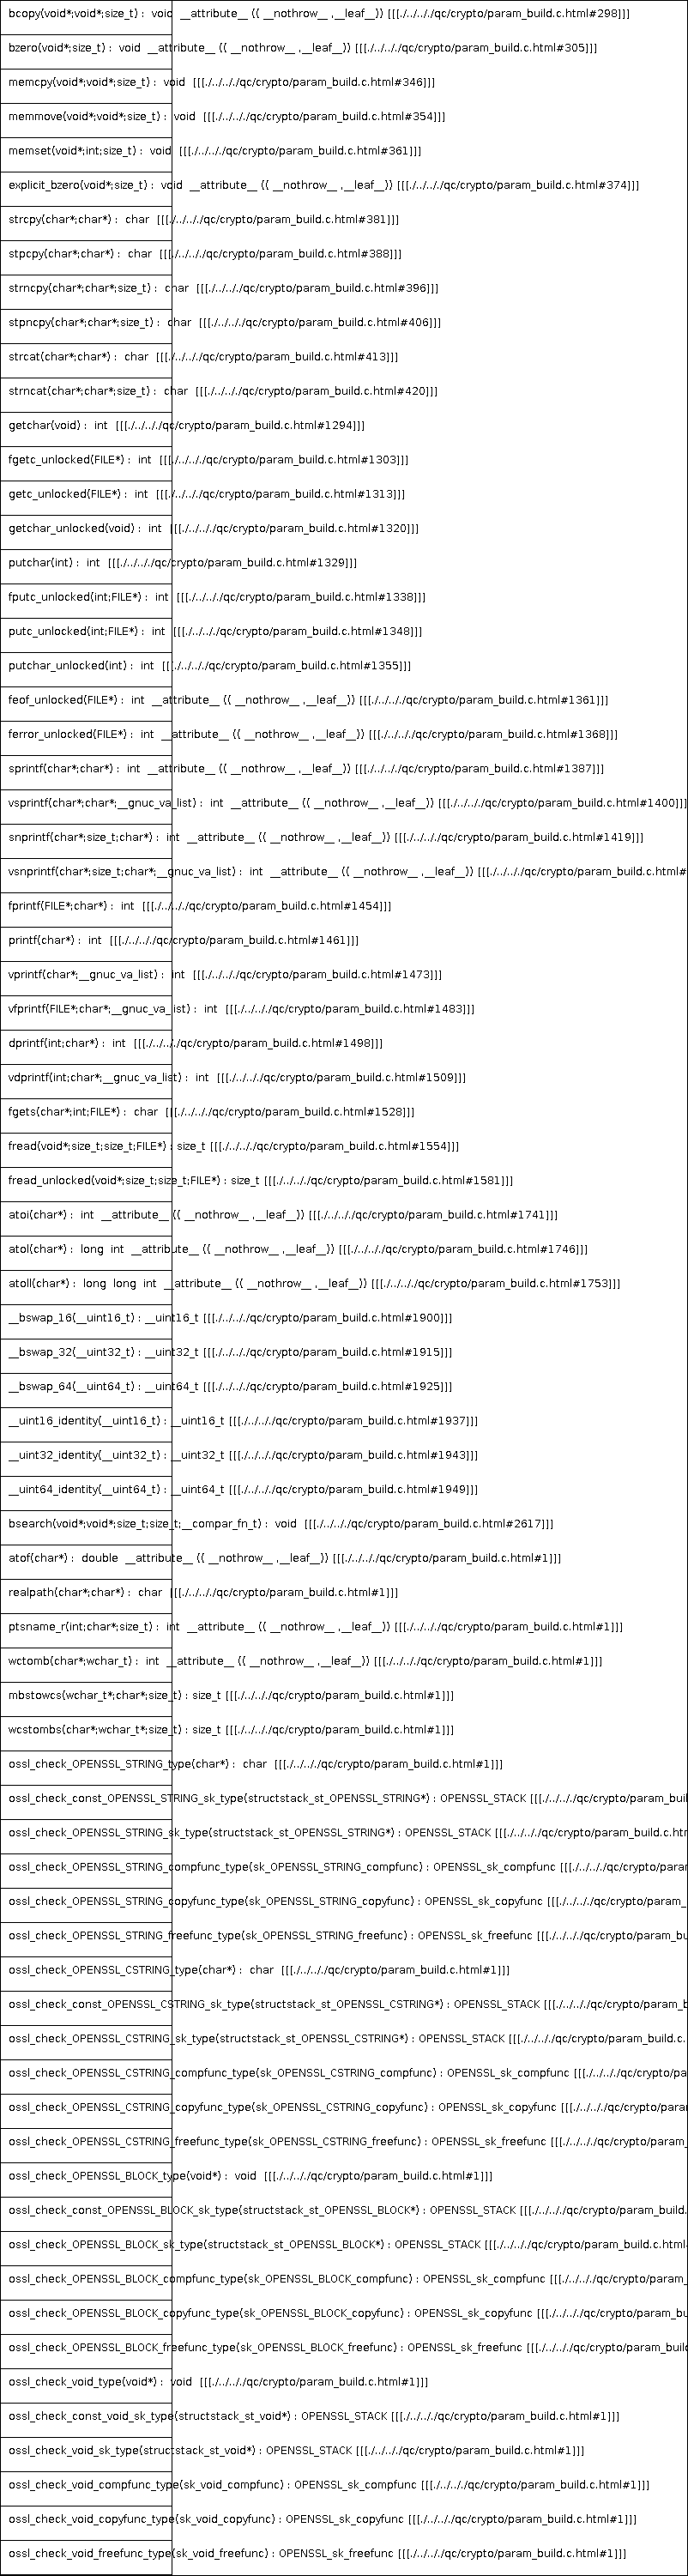 bcopy(void*;void*;size_t) :  void  __attribute__ (( __nothrow__ ,__leaf__)) [[[./../../../qc/crypto/param_build.c.html#298]]]
bzero(void*;size_t) :  void  __attribute__ (( __nothrow__ ,__leaf__)) [[[./../../../qc/crypto/param_build.c.html#305]]]
memcpy(void*;void*;size_t) :  void  [[[./../../../qc/crypto/param_build.c.html#346]]]
memmove(void*;void*;size_t) :  void  [[[./../../../qc/crypto/param_build.c.html#354]]]
memset(void*;int;size_t) :  void  [[[./../../../qc/crypto/param_build.c.html#361]]]
explicit_bzero(void*;size_t) :  void  __attribute__ (( __nothrow__ ,__leaf__)) [[[./../../../qc/crypto/param_build.c.html#374]]]
strcpy(char*;char*) :  char  [[[./../../../qc/crypto/param_build.c.html#381]]]
stpcpy(char*;char*) :  char  [[[./../../../qc/crypto/param_build.c.html#388]]]
strncpy(char*;char*;size_t) :  char  [[[./../../../qc/crypto/param_build.c.html#396]]]
stpncpy(char*;char*;size_t) :  char  [[[./../../../qc/crypto/param_build.c.html#406]]]
strcat(char*;char*) :  char  [[[./../../../qc/crypto/param_build.c.html#413]]]
strncat(char*;char*;size_t) :  char  [[[./../../../qc/crypto/param_build.c.html#420]]]
getchar(void) :  int  [[[./../../../qc/crypto/param_build.c.html#1294]]]
fgetc_unlocked(FILE*) :  int  [[[./../../../qc/crypto/param_build.c.html#1303]]]
getc_unlocked(FILE*) :  int  [[[./../../../qc/crypto/param_build.c.html#1313]]]
getchar_unlocked(void) :  int  [[[./../../../qc/crypto/param_build.c.html#1320]]]
putchar(int) :  int  [[[./../../../qc/crypto/param_build.c.html#1329]]]
fputc_unlocked(int;FILE*) :  int  [[[./../../../qc/crypto/param_build.c.html#1338]]]
putc_unlocked(int;FILE*) :  int  [[[./../../../qc/crypto/param_build.c.html#1348]]]
putchar_unlocked(int) :  int  [[[./../../../qc/crypto/param_build.c.html#1355]]]
feof_unlocked(FILE*) :  int  __attribute__ (( __nothrow__ ,__leaf__)) [[[./../../../qc/crypto/param_build.c.html#1361]]]
ferror_unlocked(FILE*) :  int  __attribute__ (( __nothrow__ ,__leaf__)) [[[./../../../qc/crypto/param_build.c.html#1368]]]
sprintf(char*;char*) :  int  __attribute__ (( __nothrow__ ,__leaf__)) [[[./../../../qc/crypto/param_build.c.html#1387]]]
vsprintf(char*;char*;__gnuc_va_list) :  int  __attribute__ (( __nothrow__ ,__leaf__)) [[[./../../../qc/crypto/param_build.c.html#1400]]]
snprintf(char*;size_t;char*) :  int  __attribute__ (( __nothrow__ ,__leaf__)) [[[./../../../qc/crypto/param_build.c.html#1419]]]
vsnprintf(char*;size_t;char*;__gnuc_va_list) :  int  __attribute__ (( __nothrow__ ,__leaf__)) [[[./../../../qc/crypto/param_build.c.html#
fprintf(FILE*;char*) :  int  [[[./../../../qc/crypto/param_build.c.html#1454]]]
printf(char*) :  int  [[[./../../../qc/crypto/param_build.c.html#1461]]]
vprintf(char*;__gnuc_va_list) :  int  [[[./../../../qc/crypto/param_build.c.html#1473]]]
vfprintf(FILE*;char*;__gnuc_va_list) :  int  [[[./../../../qc/crypto/param_build.c.html#1483]]]
dprintf(int;char*) :  int  [[[./../../../qc/crypto/param_build.c.html#1498]]]
vdprintf(int;char*;__gnuc_va_list) :  int  [[[./../../../qc/crypto/param_build.c.html#1509]]]
fgets(char*;int;FILE*) :  char  [[[./../../../qc/crypto/param_build.c.html#1528]]]
fread(void*;size_t;size_t;FILE*) : size_t [[[./../../../qc/crypto/param_build.c.html#1554]]]
fread_unlocked(void*;size_t;size_t;FILE*) : size_t [[[./../../../qc/crypto/param_build.c.html#1581]]]
atoi(char*) :  int  __attribute__ (( __nothrow__ ,__leaf__)) [[[./../../../qc/crypto/param_build.c.html#1741]]]
atol(char*) :  long  int  __attribute__ (( __nothrow__ ,__leaf__)) [[[./../../../qc/crypto/param_build.c.html#1746]]]
atoll(char*) :  long  long  int  __attribute__ (( __nothrow__ ,__leaf__)) [[[./../../../qc/crypto/param_build.c.html#1753]]]
__bswap_16(__uint16_t) : __uint16_t [[[./../../../qc/crypto/param_build.c.html#1900]]]
__bswap_32(__uint32_t) : __uint32_t [[[./../../../qc/crypto/param_build.c.html#1915]]]
__bswap_64(__uint64_t) : __uint64_t [[[./../../../qc/crypto/param_build.c.html#1925]]]
__uint16_identity(__uint16_t) : __uint16_t [[[./../../../qc/crypto/param_build.c.html#1937]]]
__uint32_identity(__uint32_t) : __uint32_t [[[./../../../qc/crypto/param_build.c.html#1943]]]
__uint64_identity(__uint64_t) : __uint64_t [[[./../../../qc/crypto/param_build.c.html#1949]]]
bsearch(void*;void*;size_t;size_t;__compar_fn_t) :  void  [[[./../../../qc/crypto/param_build.c.html#2617]]]
atof(char*) :  double  __attribute__ (( __nothrow__ ,__leaf__)) [[[./../../../qc/crypto/param_build.c.html#1]]]
realpath(char*;char*) :  char  [[[./../../../qc/crypto/param_build.c.html#1]]]
ptsname_r(int;char*;size_t) :  int  __attribute__ (( __nothrow__ ,__leaf__)) [[[./../../../qc/crypto/param_build.c.html#1]]]
wctomb(char*;wchar_t) :  int  __attribute__ (( __nothrow__ ,__leaf__)) [[[./../../../qc/crypto/param_build.c.html#1]]]
mbstowcs(wchar_t*;char*;size_t) : size_t [[[./../../../qc/crypto/param_build.c.html#1]]]
wcstombs(char*;wchar_t*;size_t) : size_t [[[./../../../qc/crypto/param_build.c.html#1]]]
ossl_check_OPENSSL_STRING_type(char*) :  char  [[[./../../../qc/crypto/param_build.c.html#1]]]
ossl_check_const_OPENSSL_STRING_sk_type(structstack_st_OPENSSL_STRING*) : OPENSSL_STACK [[[./../../../qc/crypto/param_buil
ossl_check_OPENSSL_STRING_sk_type(structstack_st_OPENSSL_STRING*) : OPENSSL_STACK [[[./../../../qc/crypto/param_build.c.htm
ossl_check_OPENSSL_STRING_compfunc_type(sk_OPENSSL_STRING_compfunc) : OPENSSL_sk_compfunc [[[./../../../qc/crypto/param
ossl_check_OPENSSL_STRING_copyfunc_type(sk_OPENSSL_STRING_copyfunc) : OPENSSL_sk_copyfunc [[[./../../../qc/crypto/param_
ossl_check_OPENSSL_STRING_freefunc_type(sk_OPENSSL_STRING_freefunc) : OPENSSL_sk_freefunc [[[./../../../qc/crypto/param_bu
ossl_check_OPENSSL_CSTRING_type(char*) :  char  [[[./../../../qc/crypto/param_build.c.html#1]]]
ossl_check_const_OPENSSL_CSTRING_sk_type(structstack_st_OPENSSL_CSTRING*) : OPENSSL_STACK [[[./../../../qc/crypto/param_b
ossl_check_OPENSSL_CSTRING_sk_type(structstack_st_OPENSSL_CSTRING*) : OPENSSL_STACK [[[./../../../qc/crypto/param_build.c.
ossl_check_OPENSSL_CSTRING_compfunc_type(sk_OPENSSL_CSTRING_compfunc) : OPENSSL_sk_compfunc [[[./../../../qc/crypto/pa
ossl_check_OPENSSL_CSTRING_copyfunc_type(sk_OPENSSL_CSTRING_copyfunc) : OPENSSL_sk_copyfunc [[[./../../../qc/crypto/para
ossl_check_OPENSSL_CSTRING_freefunc_type(sk_OPENSSL_CSTRING_freefunc) : OPENSSL_sk_freefunc [[[./../../../qc/crypto/param_
ossl_check_OPENSSL_BLOCK_type(void*) :  void  [[[./../../../qc/crypto/param_build.c.html#1]]]
ossl_check_const_OPENSSL_BLOCK_sk_type(structstack_st_OPENSSL_BLOCK*) : OPENSSL_STACK [[[./../../../qc/crypto/param_build.
ossl_check_OPENSSL_BLOCK_sk_type(structstack_st_OPENSSL_BLOCK*) : OPENSSL_STACK [[[./../../../qc/crypto/param_build.c.html
ossl_check_OPENSSL_BLOCK_compfunc_type(sk_OPENSSL_BLOCK_compfunc) : OPENSSL_sk_compfunc [[[./../../../qc/crypto/param_
ossl_check_OPENSSL_BLOCK_copyfunc_type(sk_OPENSSL_BLOCK_copyfunc) : OPENSSL_sk_copyfunc [[[./../../../qc/crypto/param_bu
ossl_check_OPENSSL_BLOCK_freefunc_type(sk_OPENSSL_BLOCK_freefunc) : OPENSSL_sk_freefunc [[[./../../../qc/crypto/param_build
ossl_check_void_type(void*) :  void  [[[./../../../qc/crypto/param_build.c.html#1]]]
ossl_check_const_void_sk_type(structstack_st_void*) : OPENSSL_STACK [[[./../../../qc/crypto/param_build.c.html#1]]]
ossl_check_void_sk_type(structstack_st_void*) : OPENSSL_STACK [[[./../../../qc/crypto/param_build.c.html#1]]]
ossl_check_void_compfunc_type(sk_void_compfunc) : OPENSSL_sk_compfunc [[[./../../../qc/crypto/param_build.c.html#1]]]
ossl_check_void_copyfunc_type(sk_void_copyfunc) : OPENSSL_sk_copyfunc [[[./../../../qc/crypto/param_build.c.html#1]]]
ossl_check_void_freefunc_type(sk_void_freefunc) : OPENSSL_sk_freefunc [[[./../../../qc/crypto/param_build.c.html#1]]]